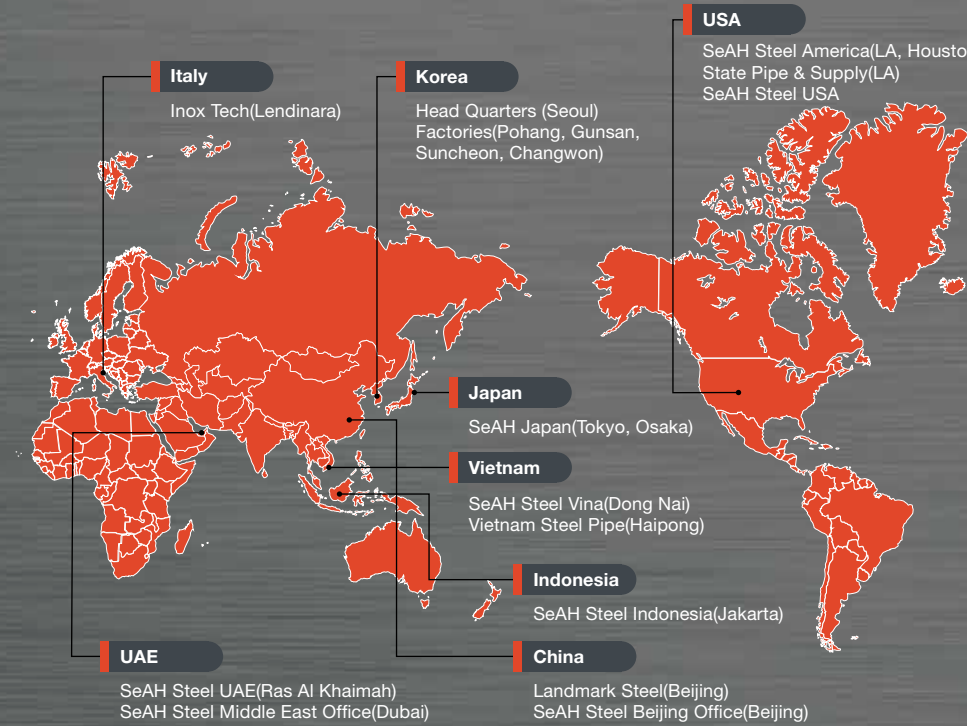 USA
SeAH Steel America(LA, Housto
State Pipe & Supply(LA)
SeAH Steel USA
Italy
Inox Tech(Lendinara)
Korea
Head Quarters (Seoul)
Factories(Pohang, Gunsan,
Suncheon, Changwon)
Japan
SeAH Japan(Tokyo, Osaka)
Vietnam
SeAH Steel Vina(Dong Nai)
Vietnam Steel Pipe(Haipong)
Indonesia
SeAH Steel Indonesia(Jakarta)
UAE
SeAH Steel UAE(Ras Al Khaimah)
SeAH Steel Middle East Office(Dubai)
China
Landmark Steel(Beijing)
SeAH Steel Beijing Office(Beijing)